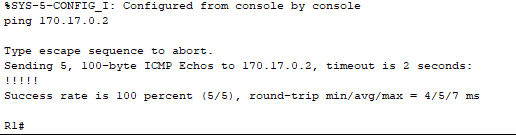 %SYS-5-CONFIG_I: Configured from console by console
ping 170.17.0.2
Type escape sequence to abort.
Sending 5, 100-byte ICMP Echos to 170.17.0.2, timeout is 2 seconds:
!!!!!
Success rate is 100 percent (5/5), round-trip min/avg/max = 4/5/7 ms
R1#